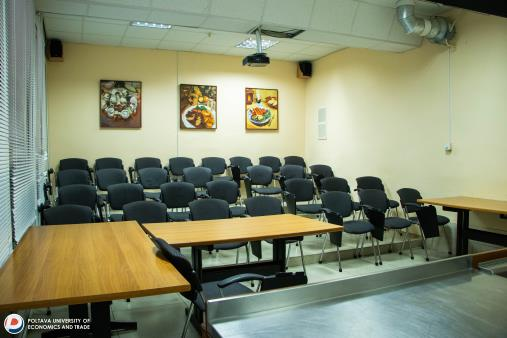 POLTAVA UNIVERSITY OF
ECONOMICS AND TRADE